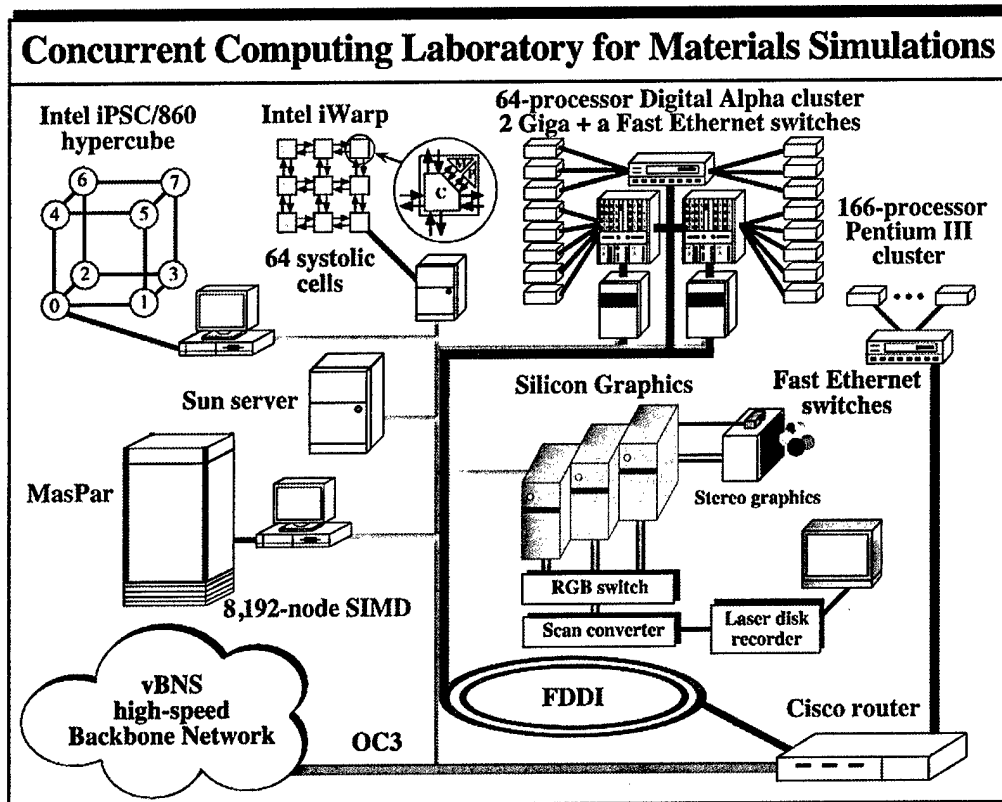 Concurrent Computing Laboratory for Materials Simulations
Intel iPSC/860
hypercube
6
7
4
5
2
3
0
1
Intel iWarp
C
64 systolic
cells
64-processor Digital Alpha cluster
2 Giga + a Fast Ethernet switches
166-processor
Pentium III
cluster
Fast Ethernet
switches
Sun server
Silicon Graphics
Stereo graphics
MasPar
8,192-node SIMD
RGB switch
Scan converter
Laser disk
recorder
vBNS
high-speed
Backbone Network
OC3
FDDI
Cisco router